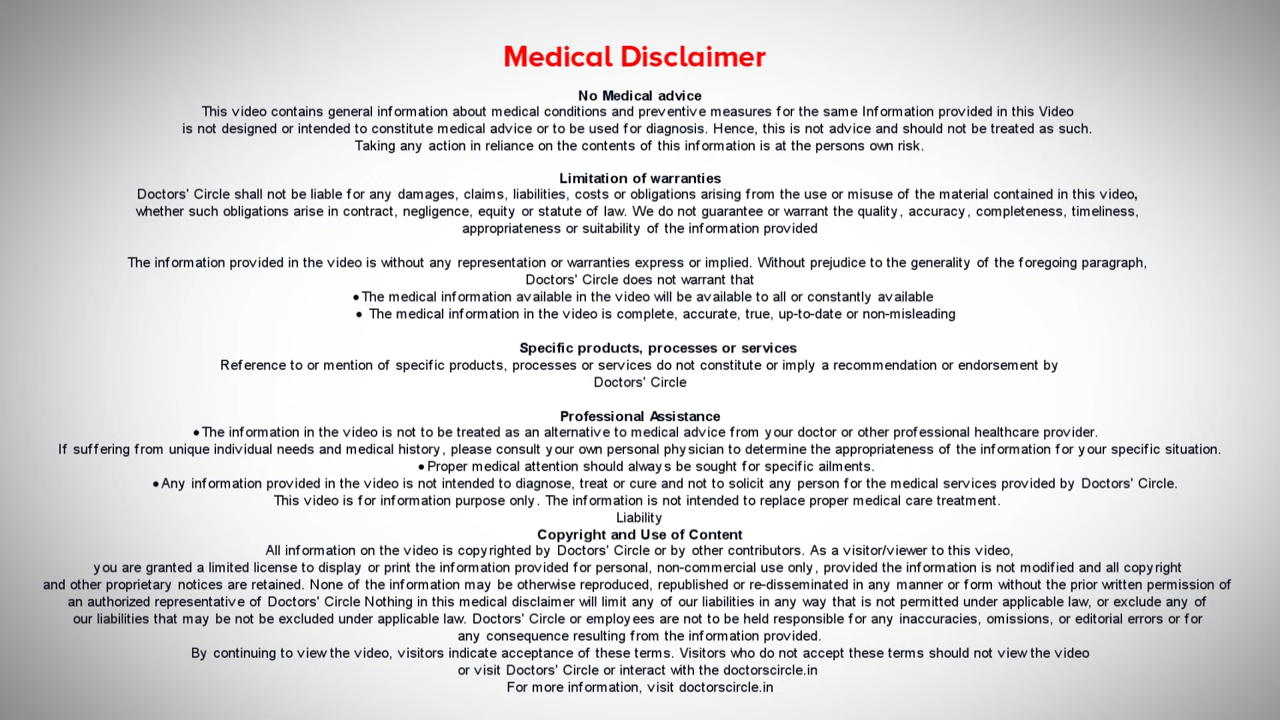 Medical Disclaimer
No Medical advice
This video contains general information about medical conditions and preventive measures for the same Information provided in this Video
is not designed or intended to constitute medical advice or to be used for diagnosis. Hence, this is not advice and should not be treated as such.
Taking any action in reliance on the contents of this information is at the persons own risk.
Limitation of warranties
Doctors' Circle shall not be liable for any damages, claims, liabilities, costs or obligations arising from the use or misuse of the material contained in this video,
whether such obligations arise in contract, negligence, equity or statute of law. We do not guarantee or warrant the quality, accuracy, completeness, timeliness,
appropriateness or suitability of the information provided
The information provided in the video is without any representation or warranties express or implied. Without prejudice to the generality of the foregoing paragraph,
Doctors' Circle does not warrant that
•The medical information available in the video will be available to all or constantly available
• The medical information in the video is complete, accurate, true, up-to-date or non-misleading
Specific products, processes or services
Reference to or mention of specific products, processes or services do not constitute or imply a recommendation or endorsement by
Doctors' Circle
Professional Assistance
•The information in the video is not to be treated as an alternative to medical advice from your doctor or other professional healthcare provider.
If suffering from unique individual needs and medical history, please consult your own personal physician to determine the appropriateness of the information for your specific situation.
•Proper medical attention should always be sought for specific ailments.
•Any information provided in the video is not intended to diagnose, treat or cure and not to solicit any person for the medical services provided by Doctors' Circle.
This video is for information purpose only. The information is not intended to replace proper medical care treatment.
Liability
Copyright and Use of Content
All information on the video is copyrighted by Doctors' Circle or by other contributors. As a visitor/viewer to this video,
you are granted a limited license to display or print the information provided for personal, non-commercial use only, provided the information is not modified and all copyright
and other proprietary notices are retained. None of the information may be otherwise reproduced, republished or re-disseminated in any manner or form without the prior written permission of
an authorized representative of Doctors' Circle Nothing in this medical disclaimer will limit any of our liabilities in any way that is not permitted under applicable law, or exclude any of
our liabilities that may be not be excluded under applicable law. Doctors' Circle or employees are not to be held responsible for any inaccuracies, omissions, or editorial errors or for
any consequence resulting from the information provided.
By continuing to view the video, visitors indicate acceptance of these terms. Visitors who do not accept these terms should not view the video
or visit Doctors' Circle or interact with the doctorscircle.in
For more information, visit doctorscircle.in